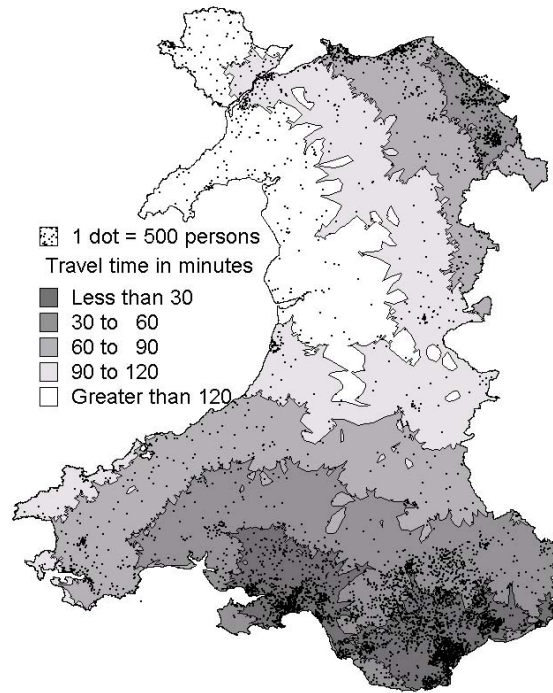 1 dot = 500 persons
Travel time in minutes
Less than 30
30 to 60
60 to 90
90 to 120
Greater than 120